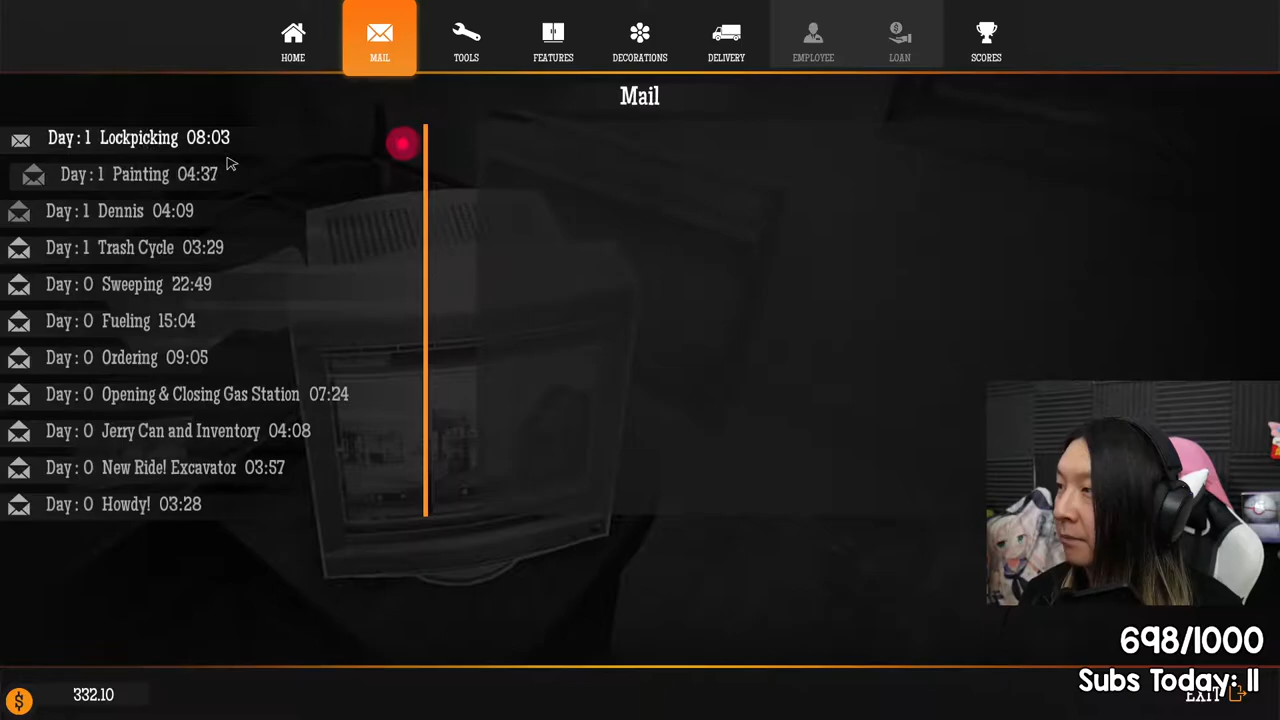 HOME
MAIL
TOOLS
FEATURES
DECORATIONS
DELIVERY
EMPLOYEE
LOAN
SCORES
Mail
Day : 1 Lockpicking 08:03
Day : 1 Painting 04:37
Day : 1 Dennis 04:09
Day : 1 Trash Cycle 03:29
Day : 0 Sweeping 22:49
Day : 0 Fueling 15:04
Day : 0 Ordering 09:05
Day : 0 Opening & Closing Gas Station 07:24
Day : 0 Jerry Can and Inventory 04:08
Day : 0 New Ride! Excavator 03:57
Day : 0 Howdy! 03:28
698/1000
Subs Today: 11
EXIT
$ 332.10